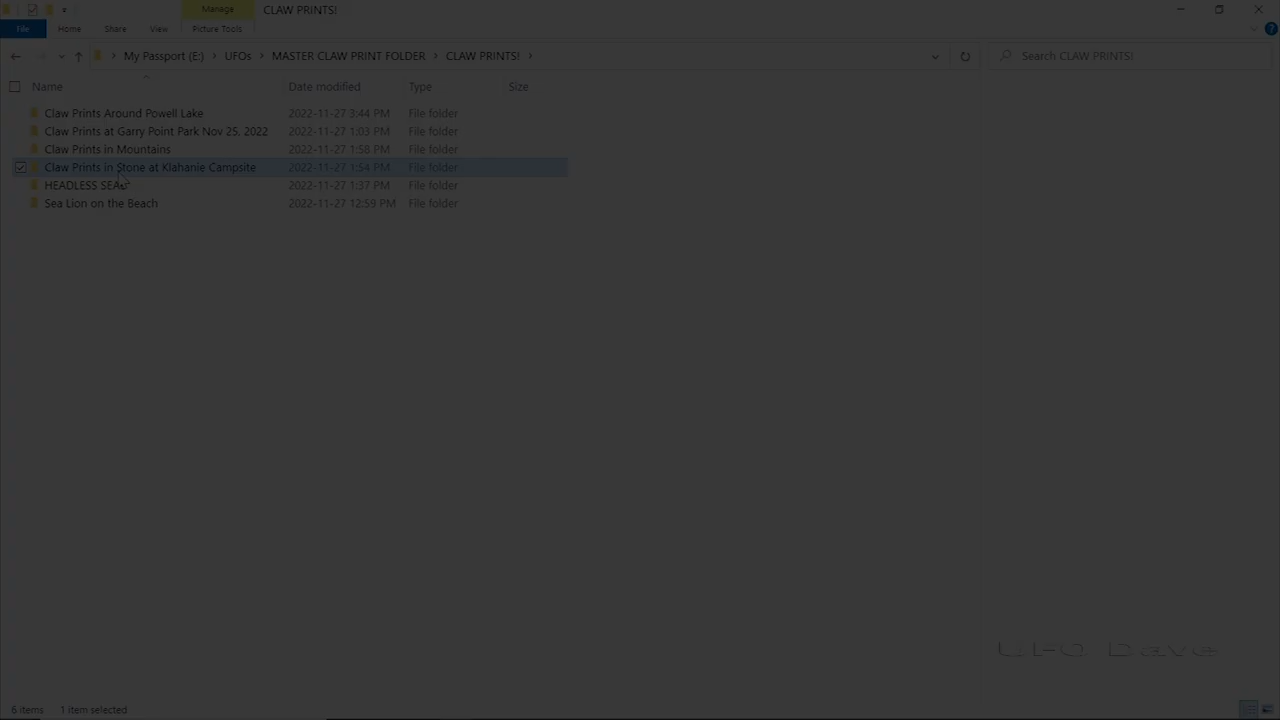 Manage
CLAW PRINTS!
File
Home
Share
View
Picture Tools
My Passport (E:) > UFOs > MASTER CLAW PRINT FOLDER > CLAW PRINTS! >
Search CLAW PRINTS!
Name Date modified Type Size
Claw Prints Around Powell Lake 2022-11-27 3:44 PM File folder
Claw Prints at Garry Point Park Nov 25, 2022 2022-11-27 1:03 PM File folder
Claw Prints in Mountains 2022-11-27 1:58 PM File folder
Claw Prints in Stone at Klahanie Campsite 2022-11-27 1:54 PM File folder
HEADLESS 2022-11-27 1:37 PM File folder
Sea Lion on the Beach 2022-11-27 12:59 PM File folder
UFO Dave
6 items 1 item selected